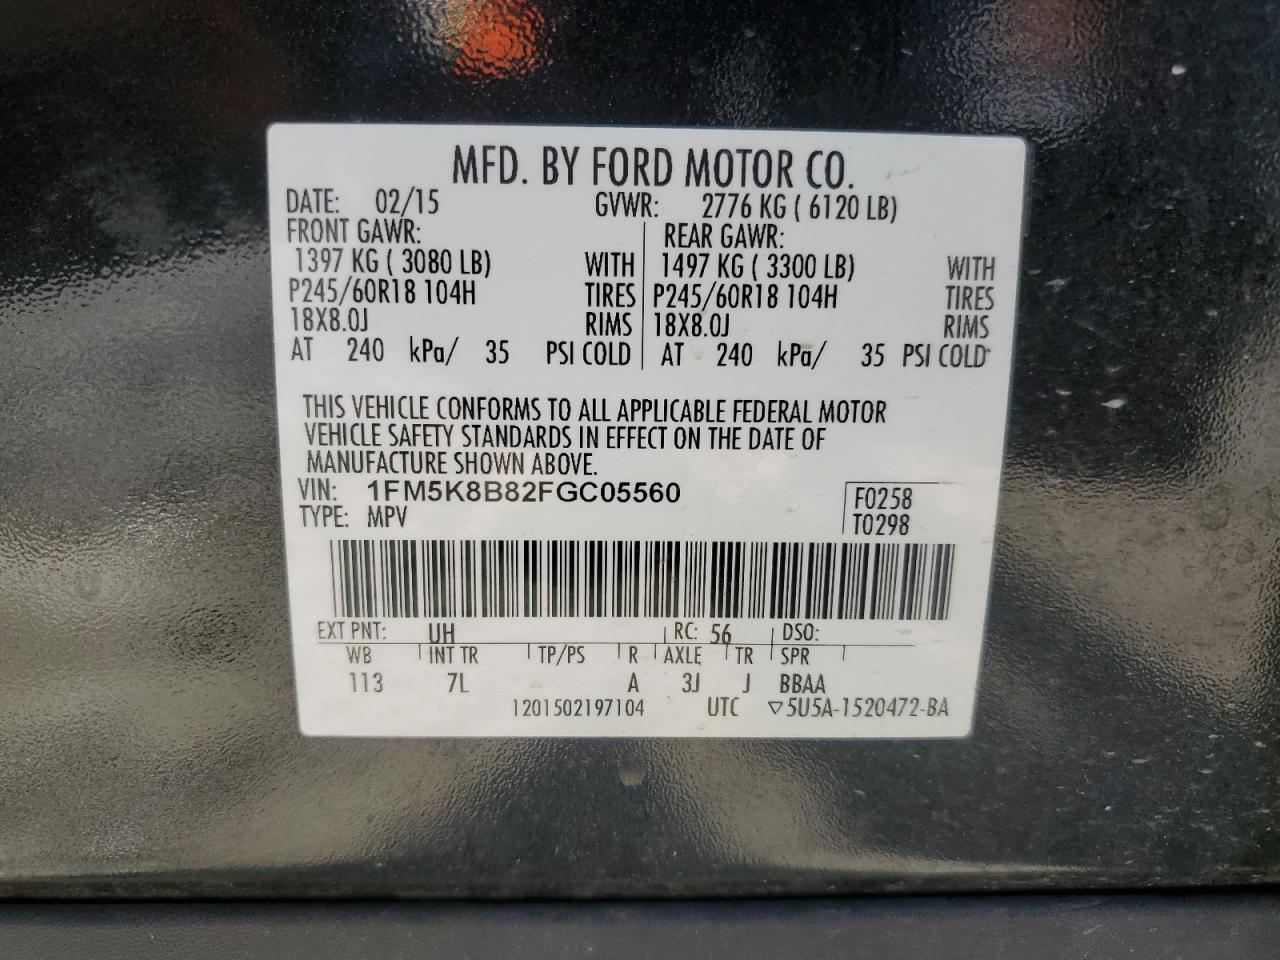 MFD. BY FORD MOTOR CO.
DATE: 02/15 GVWR: 2776 KG ( 6120 LB)
FRONT GAWR: REAR GAWR:
1397 KG ( 3080 LB) WITH 1497 KG ( 3300 LB) WITH
P245/60R18 104H TIRES P245/60R18 104H TIRES
18X8.0J RIMS 18X8.0J RIMS
AT 240 kPa/ 35 PSI COLD AT 240 kPa/ 35 PSI COLD
THIS VEHICLE CONFORMS TO ALL APPLICABLE FEDERAL MOTOR
VEHICLE SAFETY STANDARDS IN EFFECT ON THE DATE OF
MANUFACTURE SHOWN ABOVE.
VIN: 1FM5K8B82FGC05560 F0258
TYPE: MPV T0298
EXT PNT: UH RC: 56 DSO:
WB INT TR TP/PS R AXLE TR SPR
113 7L A 3J J BBAA
1201502197104 UTC ▽5U5A-1520472-BA